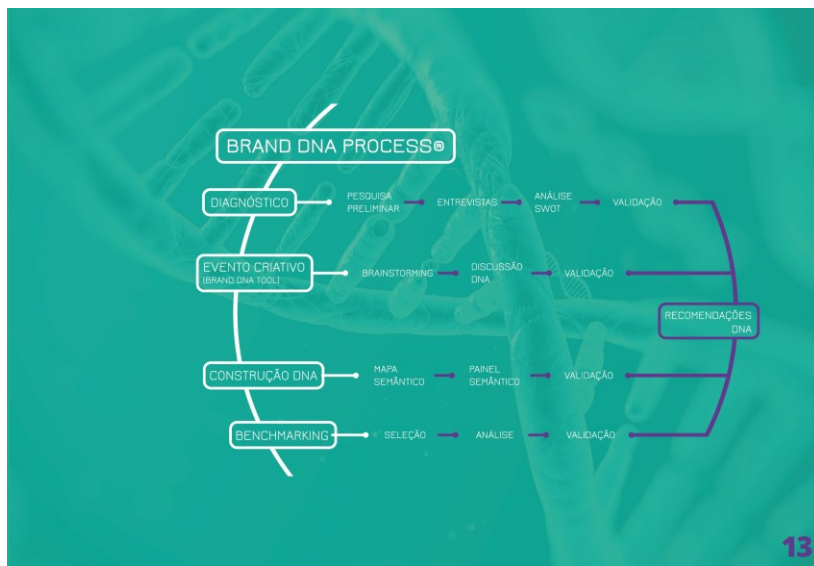 BRAND DNA PROCESS®
DIAGNÓSTICO
PESQUISA
PRELIMINAR
ENTREVISTAS
ANÁLISE
SWOT
VALIDAÇÃO
EVENTO CRIATIVO
(BRAND DNA TOOL)
BRAINSTORMING
DISCUSSÃO
DNA
VALIDAÇÃO
RECOMENDAÇÕES
DNA
CONSTRUÇÃO DNA
MAPA
SEMÂNTICO
PAINEL
SEMÂNTICO
VALIDAÇÃO
BENCHMARKING
SELEÇÃO
ANÁLISE
VALIDAÇÃO
13